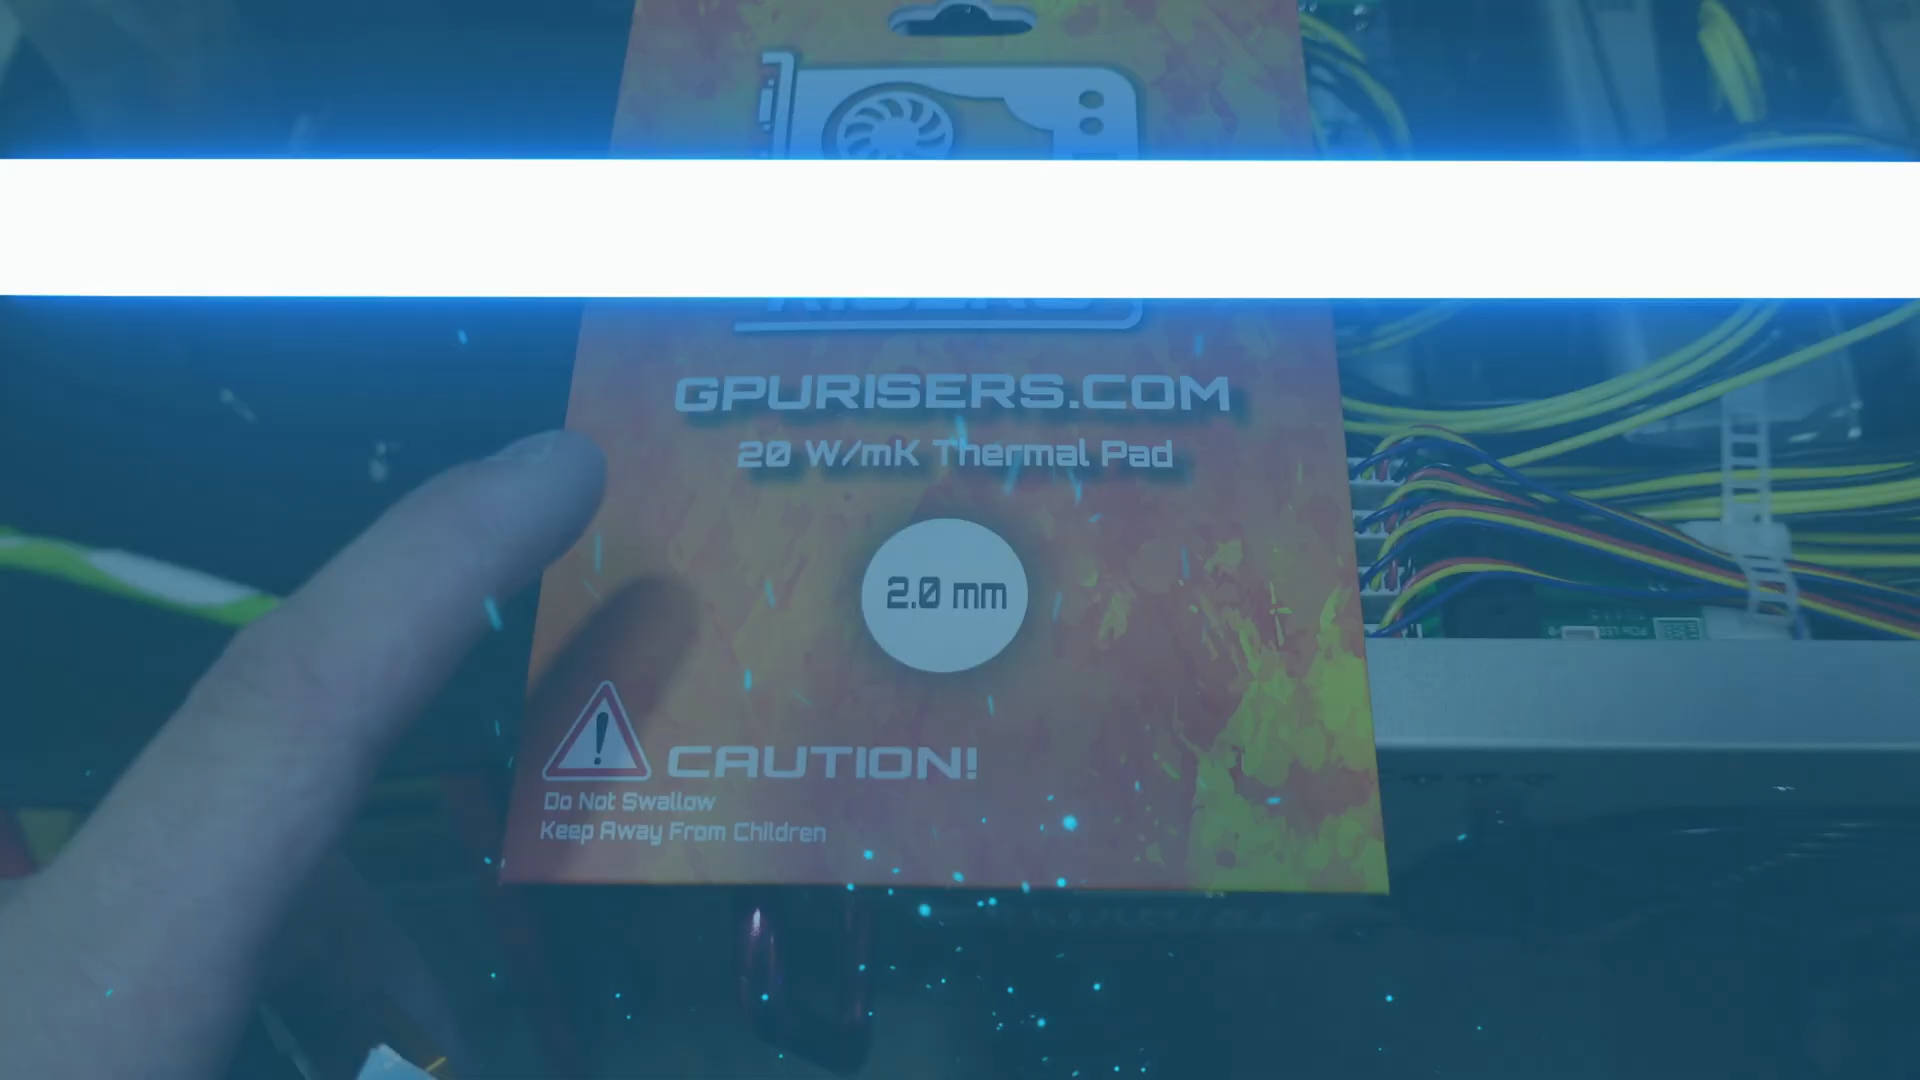 GPURISERS.COM
20 W/mK Thermal Pad
2.0 mm
CAUTION!
Do Not Swallow
Keep Away From Children